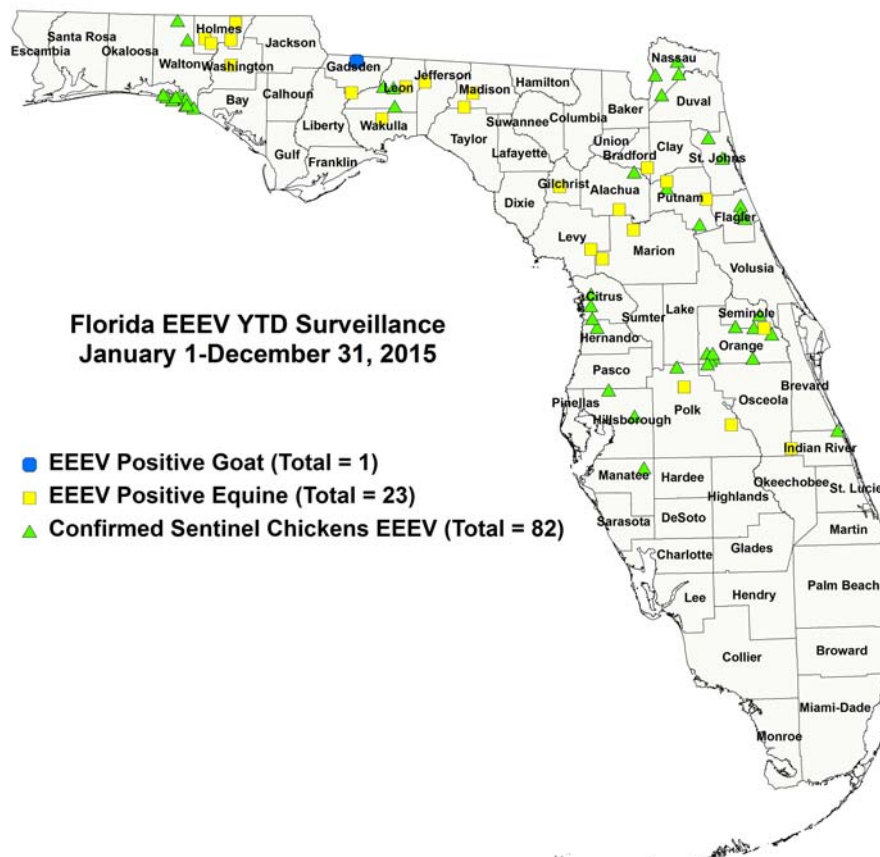 Holmes
Santa Rosa
Jackson
Escambia
Okaloosa
Walton
Washington
Gadsden
Nassau
Jefferson
Leon
Madison
Hamilton
Bay
Calhoun
Duval
Baker
Columbia
Liberty
Wakulla
Suwannee
Taylor
Union
Clay
Gulf
Franklin
Lafayette
Bradford
St. Johns
Gilchrist
Alachua
Dixie
Putnam
Flagler
Levy
Marion
Volusia
Citrus
Lake
Sumter
Seminole
Hernando
Orange
Florida EEEV YTD Surveillance
January 1-December 31, 2015
Pasco
Brevard
Pinellas
Osceola
Polk
Hillsborough
Indian River
EEEV Positive Goat (Total = 1)
EEEV Positive Equine (Total = 23)
Confirmed Sentinel Chickens EEEV (Total = 82)
Manatee
Hardee
Okeechobee
St. Lucie
Highlands
Sarasota
DeSoto
Martin
Charlotte
Glades
Lee
Hendry
Palm Beach
Collier
Broward
Miami-Dade
Monroe